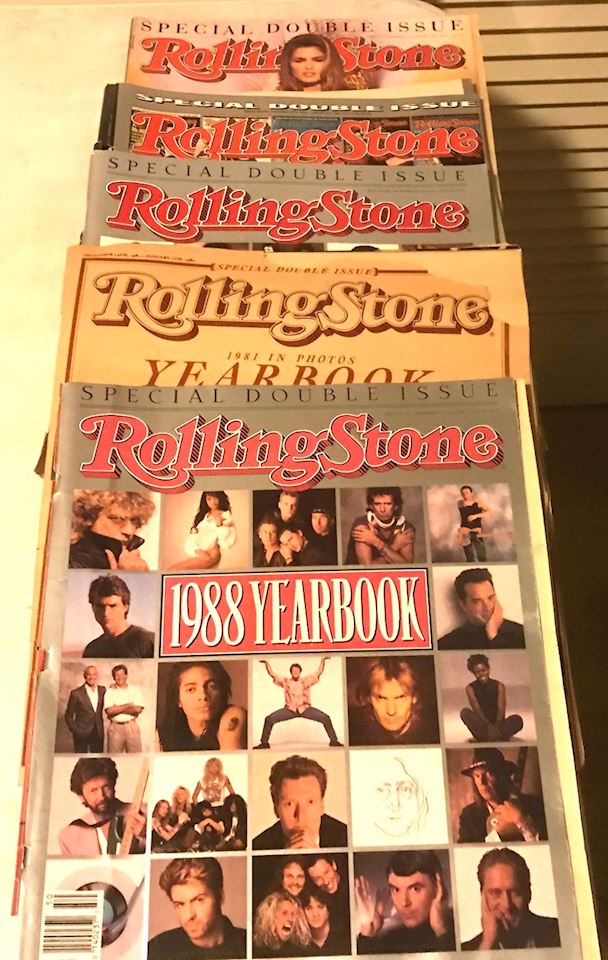 SPECIAL DOUBLE ISSUE
RollingStone
SPECIAL DOUBLE ISSUE
RollingStone
SPECIAL DOUBLE ISSUE
RollingStone
SPECIAL DOUBLE ISSUE
RollingStone
1981 IN PHOTOS
YEARBOOK
SPECIAL DOUBLE ISSUE
RollingStone
1988 YEARBOOK